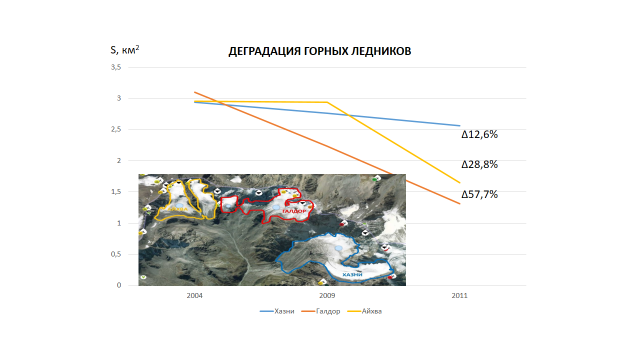 S, км²
ДЕГРАДАЦИЯ ГОРНЫХ ЛЕДНИКОВ
3,5
3
2,5
2
1,5
1
0,5
0
Δ12,6%
Δ28,8%
Δ57,7%
ГАЛДОР
ХАЗНИ
2004
2009
2011
Хазни
Галдор
Айхва